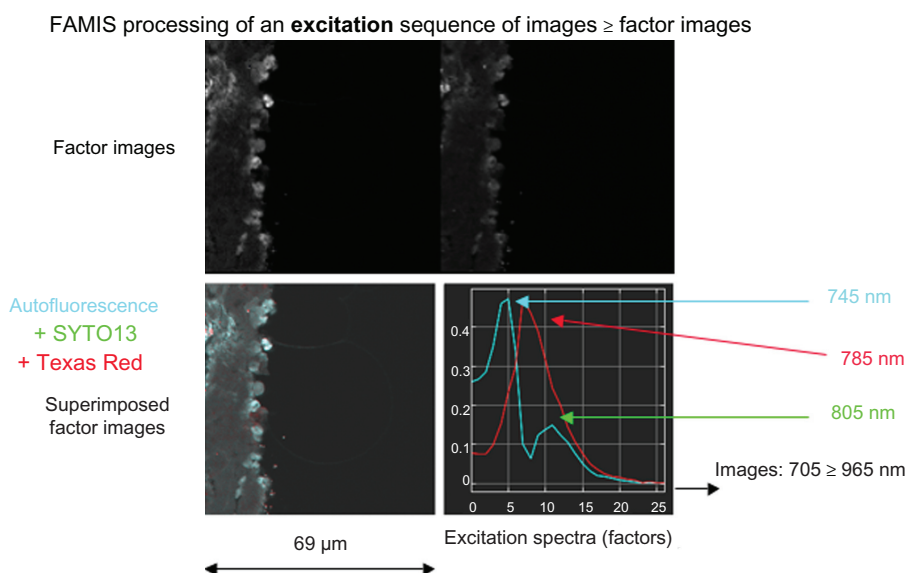 FAMIS processing of an excitation sequence of images ≥ factor images
Factor images
Autofluorescence
+ SYTO13
+ Texas Red
Superimposed
factor images
0.4
0.3
0.2
0.1
0
0 5 10 15 20 25
745 nm
785 nm
805 nm
Images: 705 ≥ 965 nm
69 µm
Excitation spectra (factors)